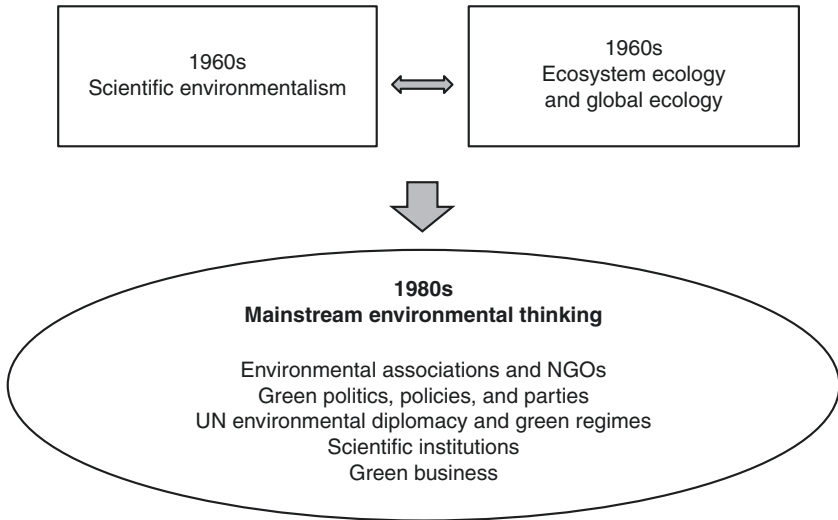 1960s
Scientific environmentalism
1960s
Ecosystem ecology
and global ecology
1980s
Mainstream environmental thinking
Environmental associations and NGOs
Green politics, policies, and parties
UN environmental diplomacy and green regimes
Scientific institutions
Green business